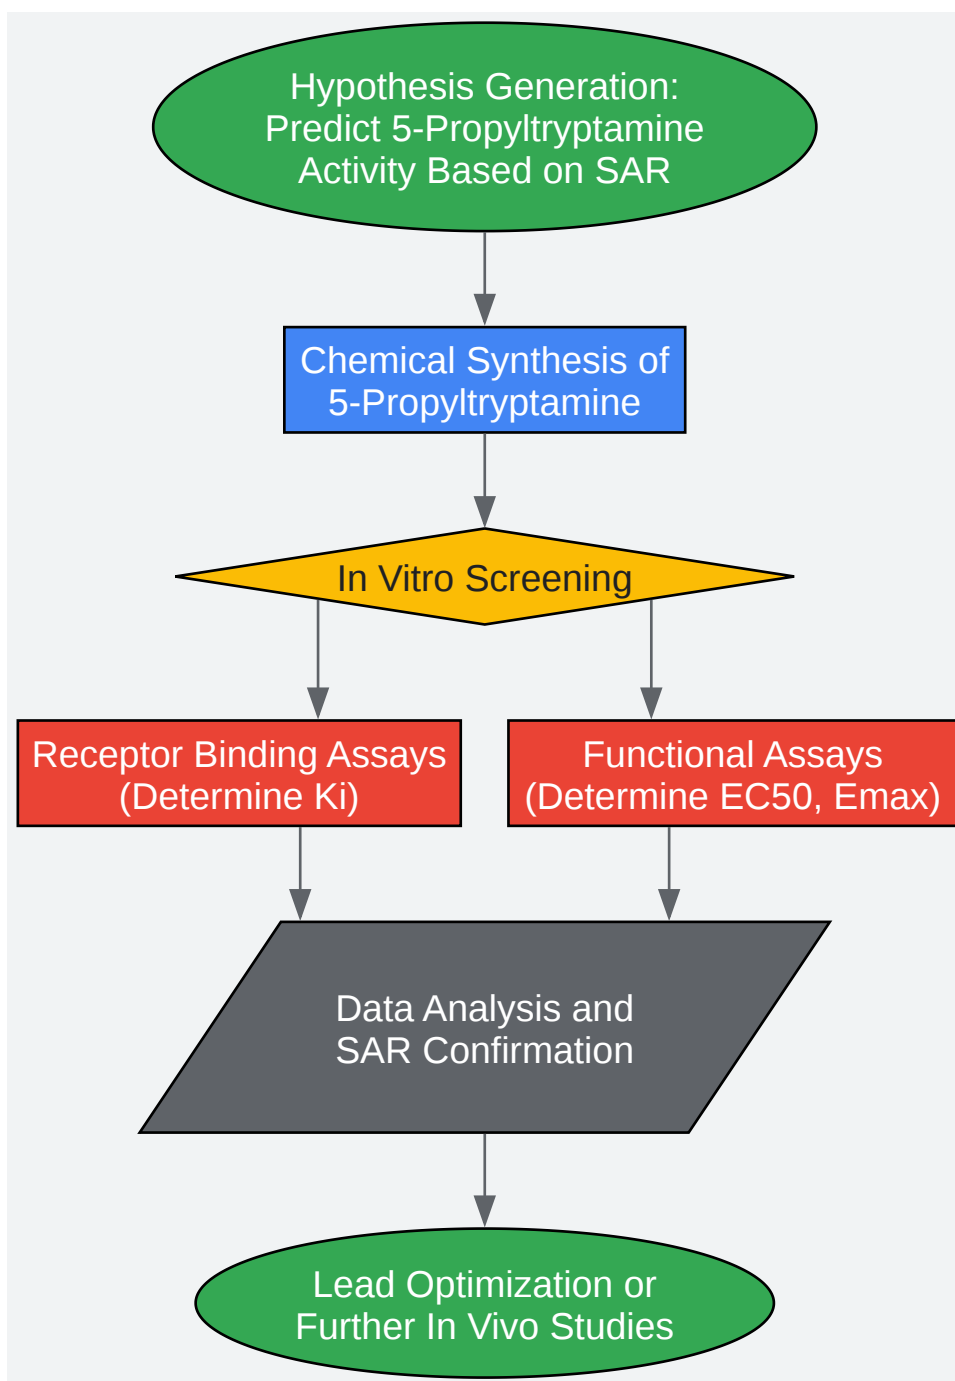 Hypothesis Generation:
Predict 5-Propyltryptamine
Activity Based on SAR
Chemical Synthesis of
5-Propyltryptamine
In Vitro Screening
Receptor Binding Assays
(Determine Ki)
Functional Assays
(Determine EC50, Emax)
Data Analysis and
SAR Confirmation
Lead Optimization or
Further In Vivo Studies